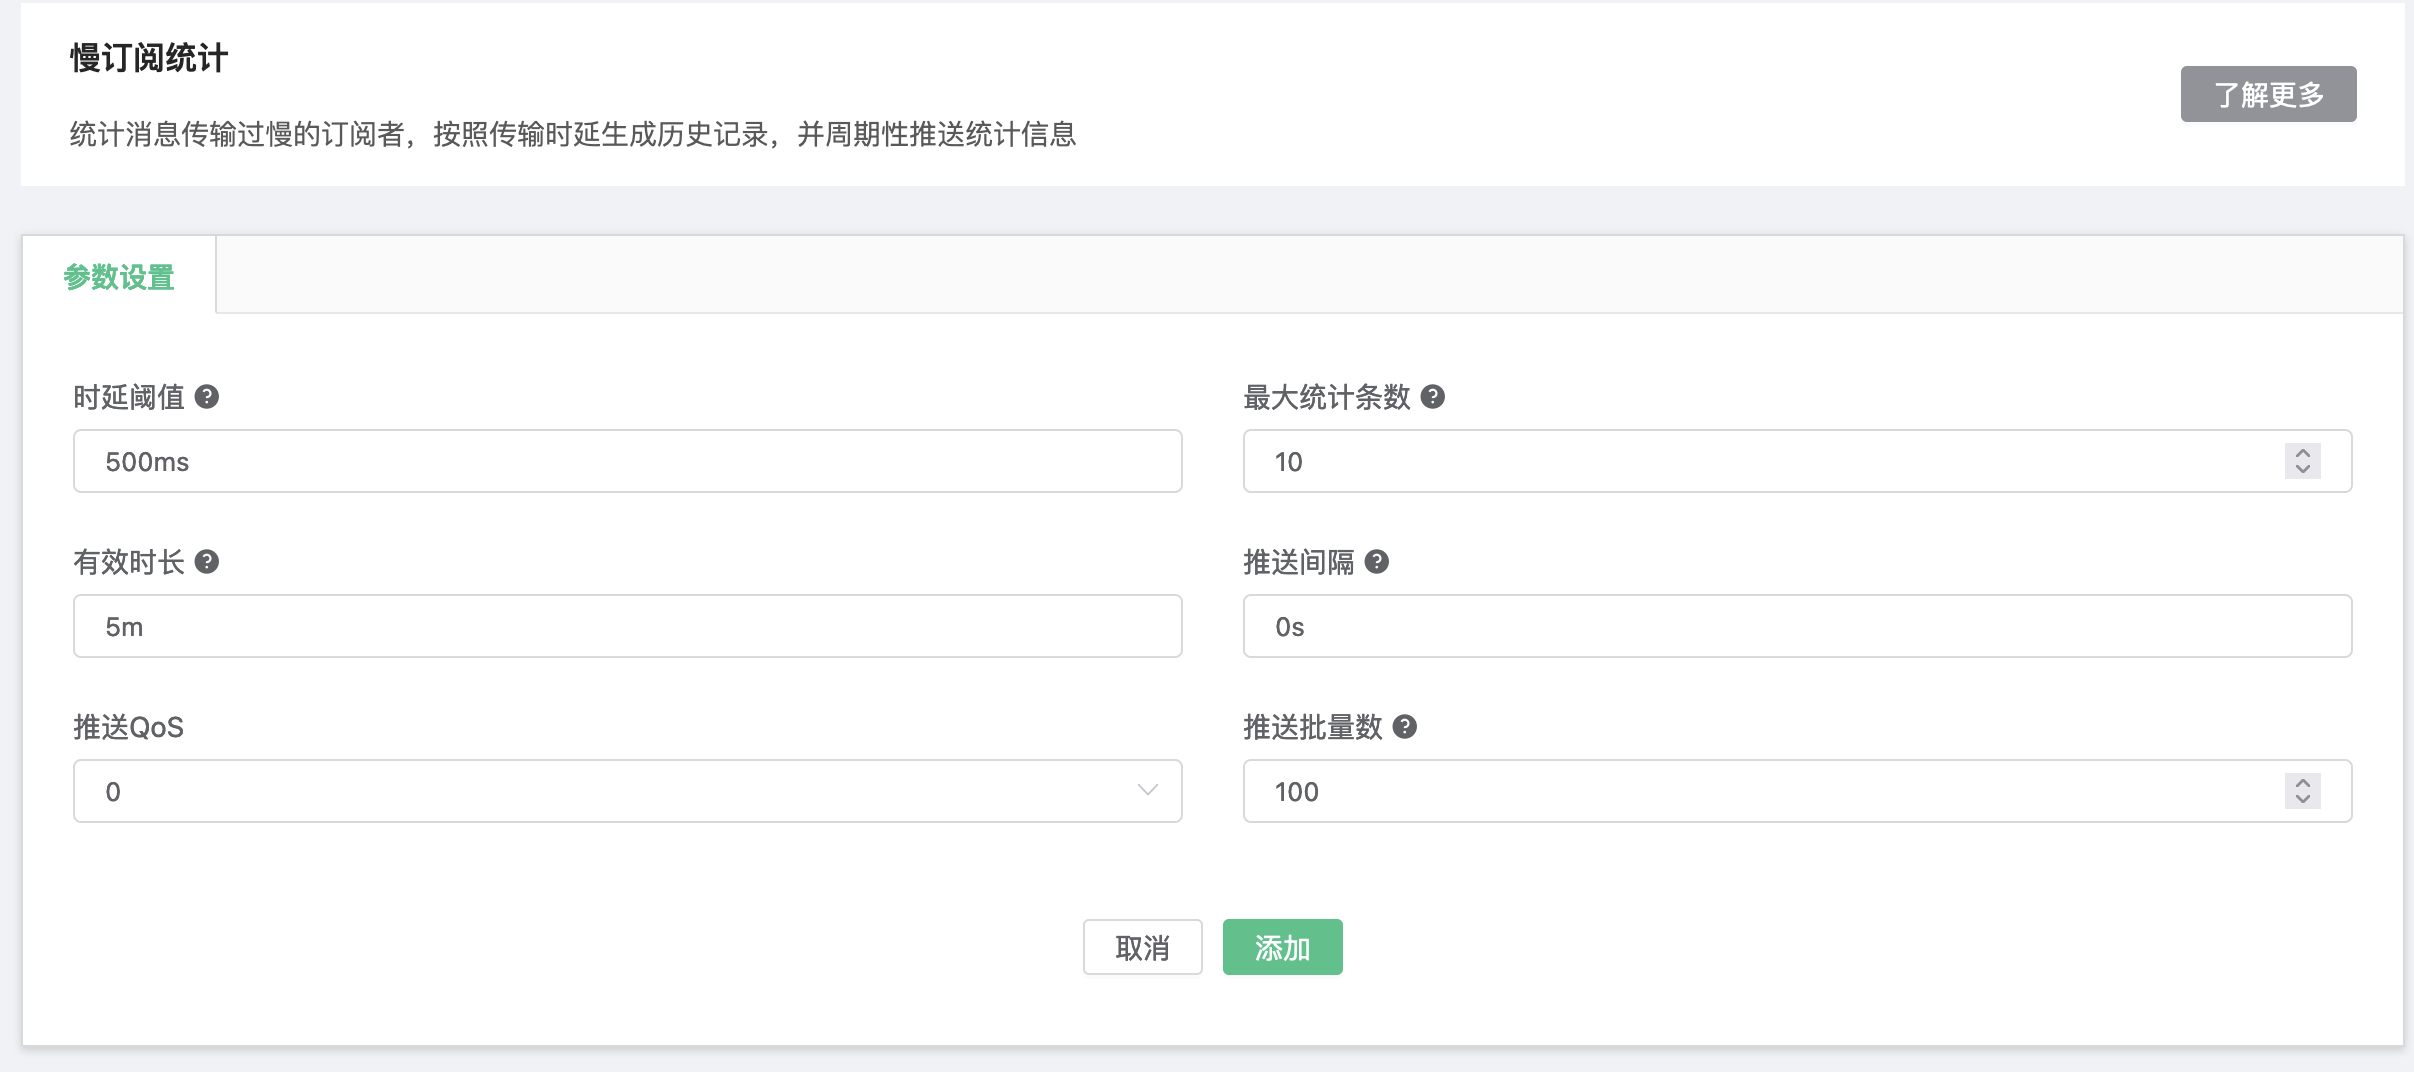 慢订阅统计
了解更多
统计消息传输过慢的订阅者，按照传输时延生成历史记录，并周期性推送统计信息
参数设置
时延阈值
最大统计条数
500ms
10
有效时长
推送间隔
5m
0s
推送QoS
推送批量数
0
100
取消
添加